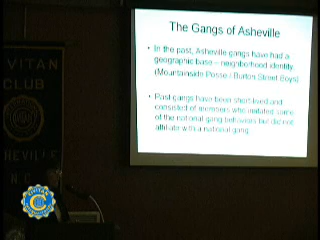 The Gangs of Asheville
• In the past, Asheville gangs have had a
geographic base – neighborhood identity
(Mountainside Posse / Burton Street Boys)
• Past gangs have been short-lived and
consisted of members who imitated some
of the national gang behaviors but did not
affiliate with a national gang
VITAN
CLUB
HEVILLE
N.C.
CIVITAN